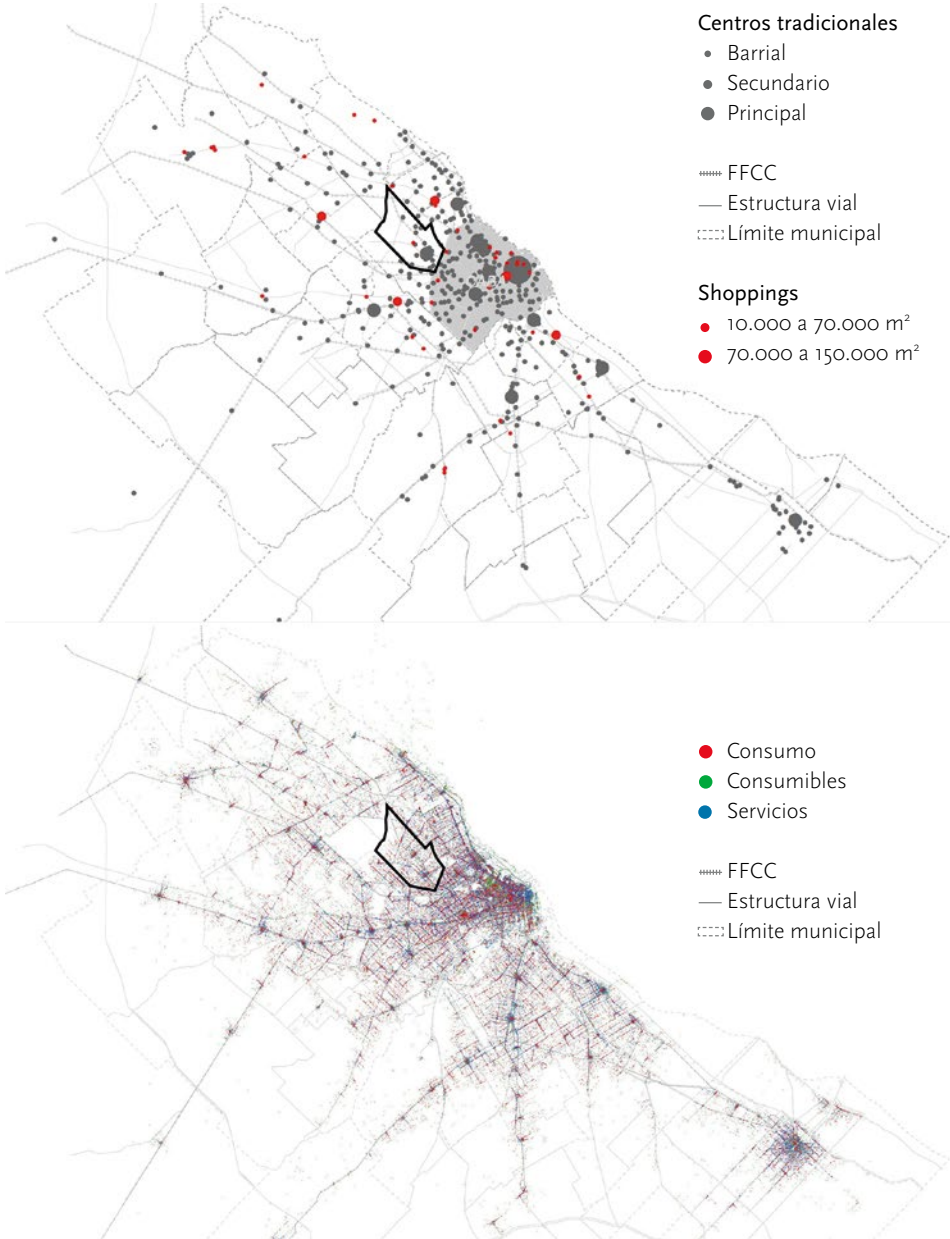 Centros tradicionales
Barrial
Secundario
Principal
FFCC
Estructura vial
Límite municipal
Shoppings
10.000 a 70.000 m²
70.000 a 150.000 m²
Consumo
Consumibles
Servicios
FFCC
Estructura vial
Límite municipal